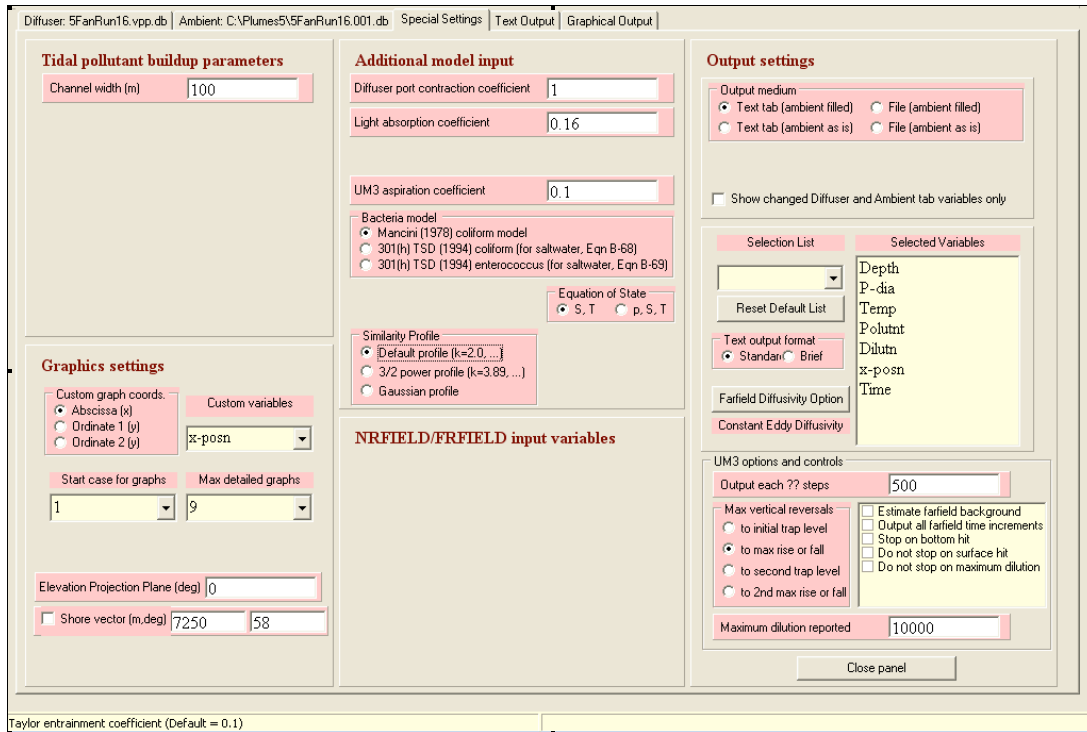 Diffuser: 5FanRun16.vpp.db
Ambient: C:\Plumes5\5FanRun16.001.db
Special Settings
Text Output
Graphical Output
Tidal pollutant buildup parameters
Channel width (m)
100
Graphics settings
Custom graph coords.
Abscissa (x)
Ordinate 1 (y)
Ordinate 2 (y)
Custom variables
x-posn
Start case for graphs
1
Max detailed graphs
9
Elevation Projection Plane (deg)
0
Shore vector (m,deg)
7250
58
Additional model input
Diffuser port contraction coefficient
1
Light absorption coefficient
0.16
UM3 aspiration coefficient
0.1
Bacteria model
Mancini (1978) coliform model
301(h) TSD (1994) coliform (for saltwater, Eqn B-68)
301(h) TSD (1994) enterococcus (for saltwater, Eqn B-69)
Equation of State
S, T
p, S, T
Similarity Profile
Default profile (k=2.0, ...)
3/2 power profile (k=3.89, ...)
Gaussian profile
NRFIELD/FRFIELD input variables
Output settings
Output medium
Text tab (ambient filled)
File (ambient filled)
Text tab (ambient as is)
File (ambient as is)
Show changed Diffuser and Ambient tab variables only
Selection List
Reset Default List
Text output format
Standard
Brief
Farfield Diffusivity Option
Constant Eddy Diffusivity
Selected Variables
Depth
P-dia
Temp
Polutnt
Dilutn
x-posn
Time
UM3 options and controls
Output each ?? steps
500
Max vertical reversals
to initial trap level
to max rise or fall
to second trap level
to 2nd max rise or fall
Estimate farfield background
Output all farfield time increments
Stop on bottom hit
Do not stop on surface hit
Do not stop on maximum dilution
Maximum dilution reported
10000
Close panel
Taylor entrainment coefficient (Default = 0.1)